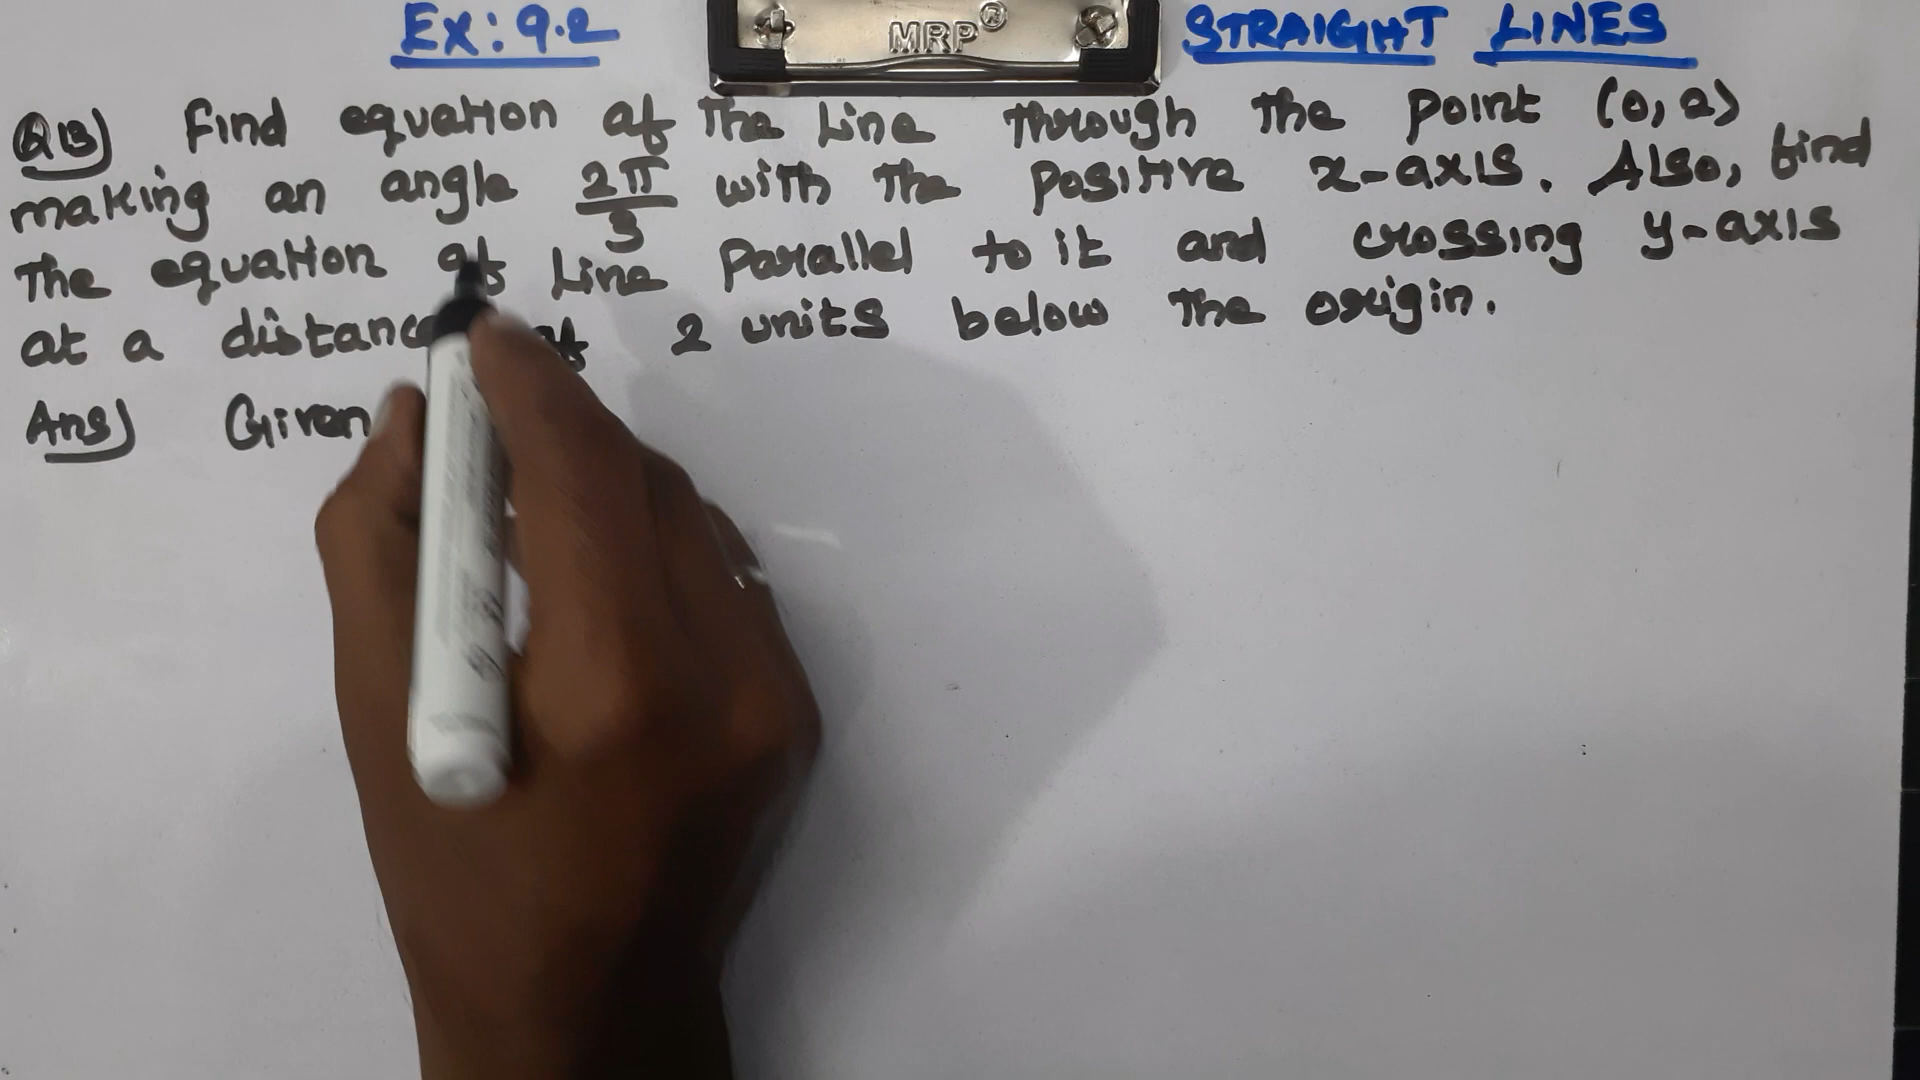 EX: 9.2
MRP®
STRAIGHT LINES
Q13) Find equation of The Line through the point (0, 2)
making an angle 2π/3 with the positive x-axis. Also, find
The equation of Line parallel to it and crossing y-axis
at a distance of 2 units below the origin.
Ans) Given